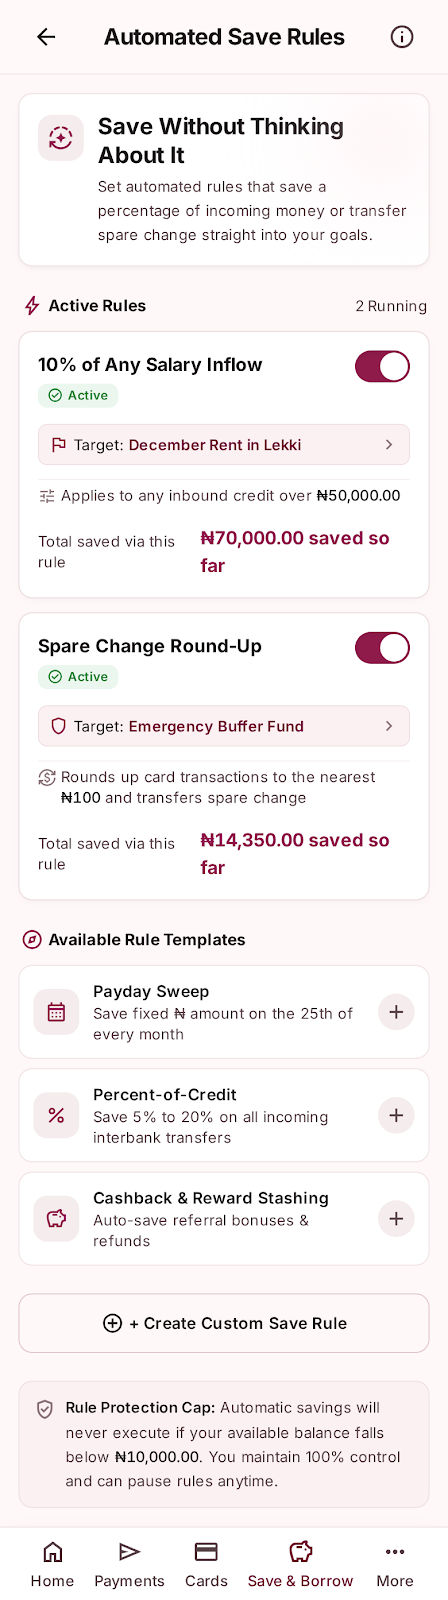 Automated Save Rules
Save Without Thinking
About It
Set automated rules that save a
percentage of incoming money or transfer
spare change straight into your goals.
Active Rules
2 Running
10% of Any Salary Inflow
Active
Target: December Rent in Lekki
Applies to any inbound credit over ₦50,000.00
Total saved via this
rule
₦70,000.00 saved so
far
Spare Change Round-Up
Active
Target: Emergency Buffer Fund
Rounds up card transactions to the nearest
₦100 and transfers spare change
Total saved via this
rule
₦14,350.00 saved so
far
Available Rule Templates
Payday Sweep
Save fixed ₦ amount on the 25th of
every month
Percent-of-Credit
Save 5% to 20% on all incoming
interbank transfers
Cashback & Reward Stashing
Auto-save referral bonuses &
refunds
+ Create Custom Save Rule
Rule Protection Cap: Automatic savings will
never execute if your available balance falls
below ₦10,000.00. You maintain 100% control
and can pause rules anytime.
Home
Payments
Cards
Save & Borrow
More